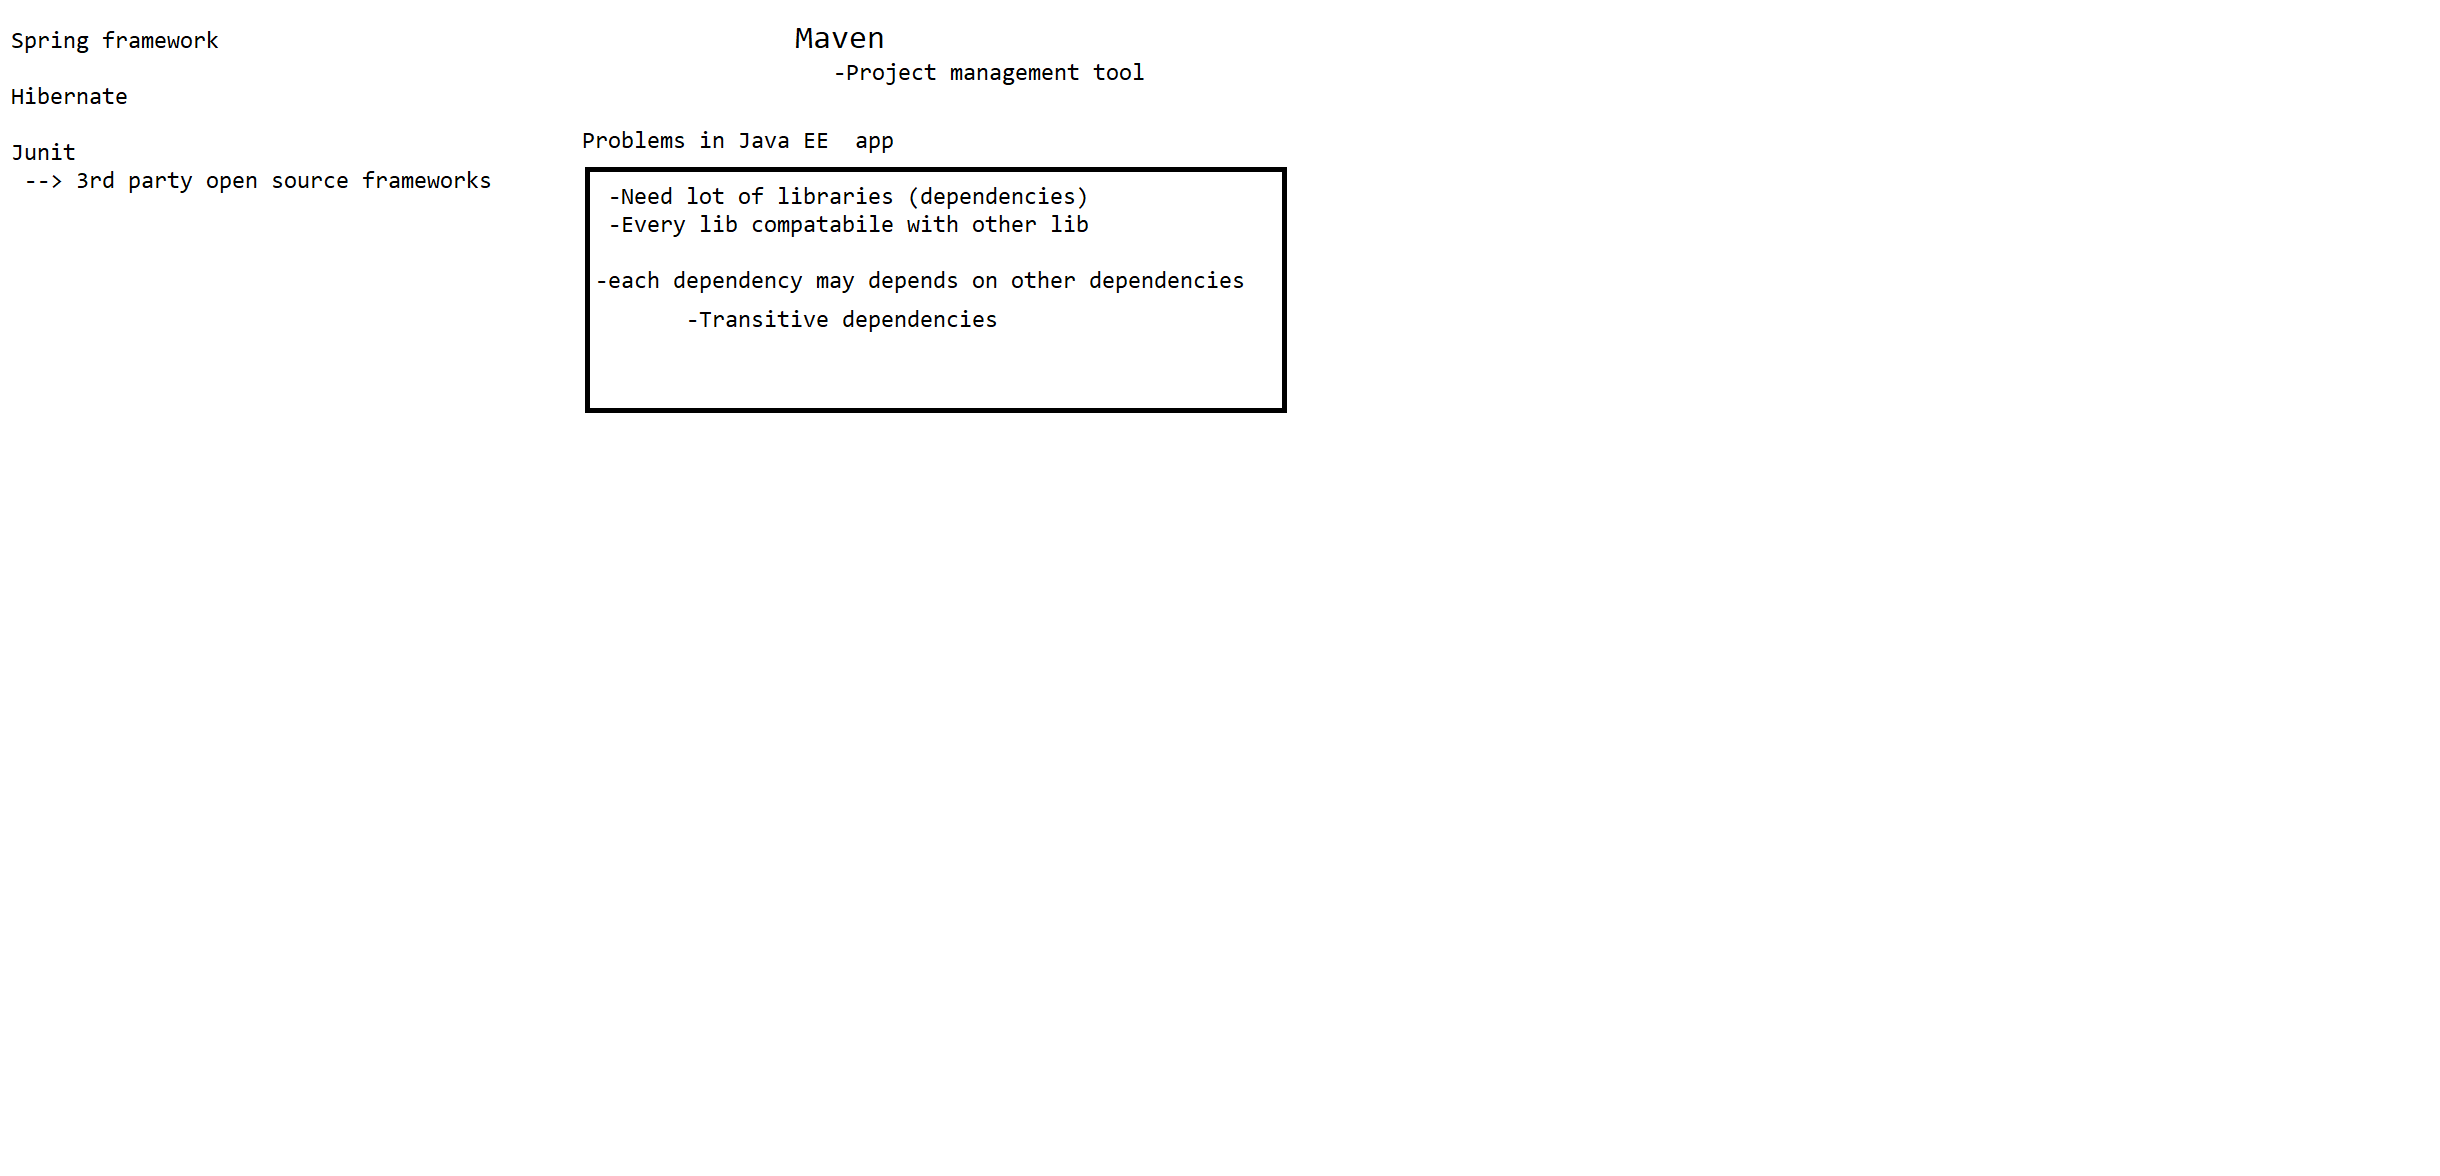 Spring framework
Hibernate
Junit
--> 3rd party open source frameworks
Maven
-Project management tool
Problems in Java EE  app
-Need lot of libraries (dependencies)
-Every lib compatabile with other lib
-each dependency may depends on other dependencies
-Transitive dependencies